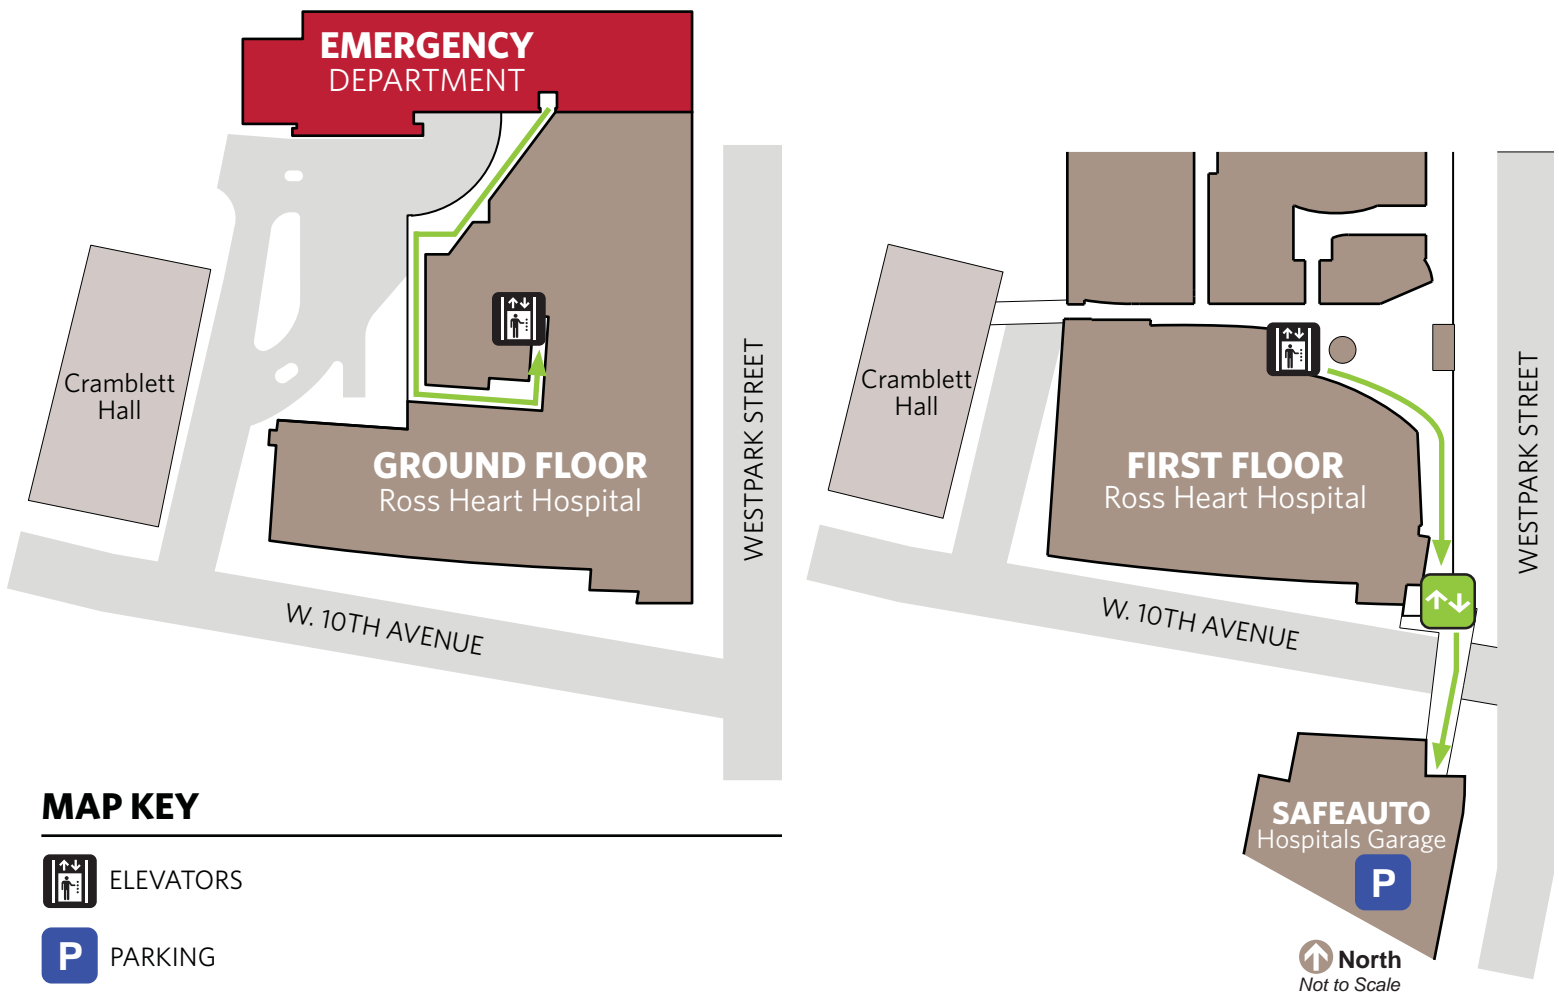 EMERGENCY
DEPARTMENT
Cramblett
Hall
GROUND FLOOR
Ross Heart Hospital
WESTPARK STREET
W. 10TH AVENUE
Cramblett
Hall
FIRST FLOOR
Ross Heart Hospital
WESTPARK STREET
W. 10TH AVENUE
SAFEAUTO
Hospitals Garage
P
MAP KEY
ELEVATORS
P PARKING
North
Not to Scale